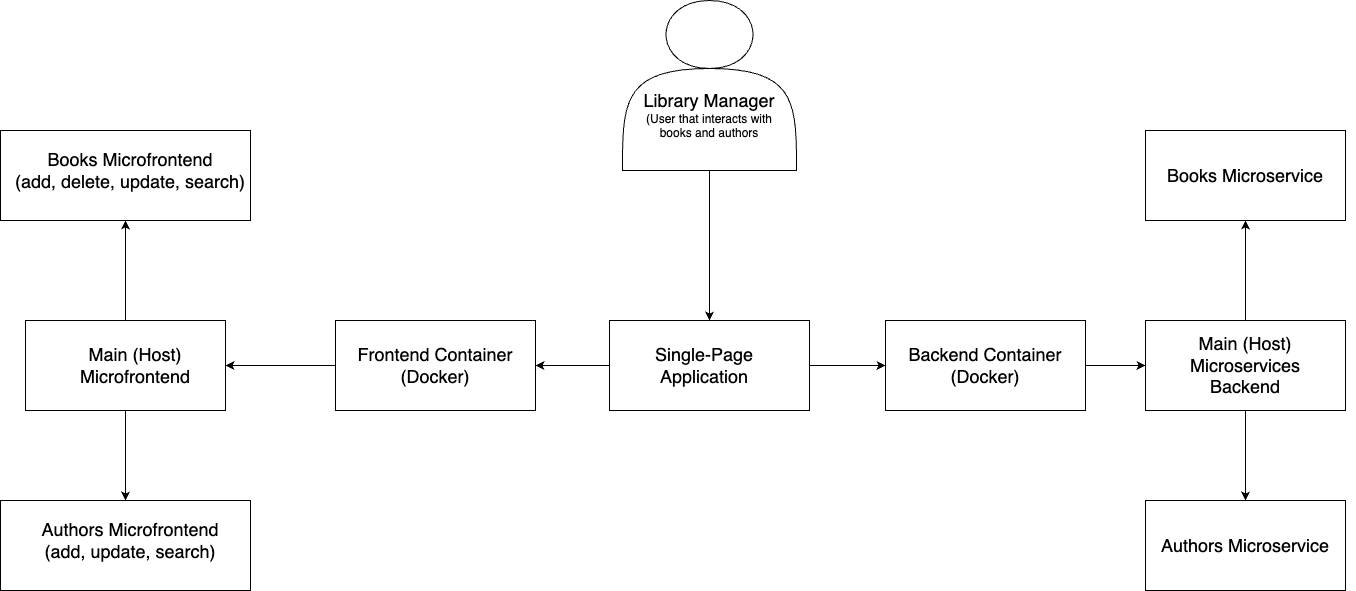 Library Manager
(User that interacts with
books and authors
Books Microfrontend
(add, delete, update, search)
Books Microservice
Main (Host)
Microfrontend
Frontend Container
(Docker)
Single-Page
Application
Backend Container
(Docker)
Main (Host)
Microservices
Backend
Authors Microfrontend
(add, update, search)
Authors Microservice